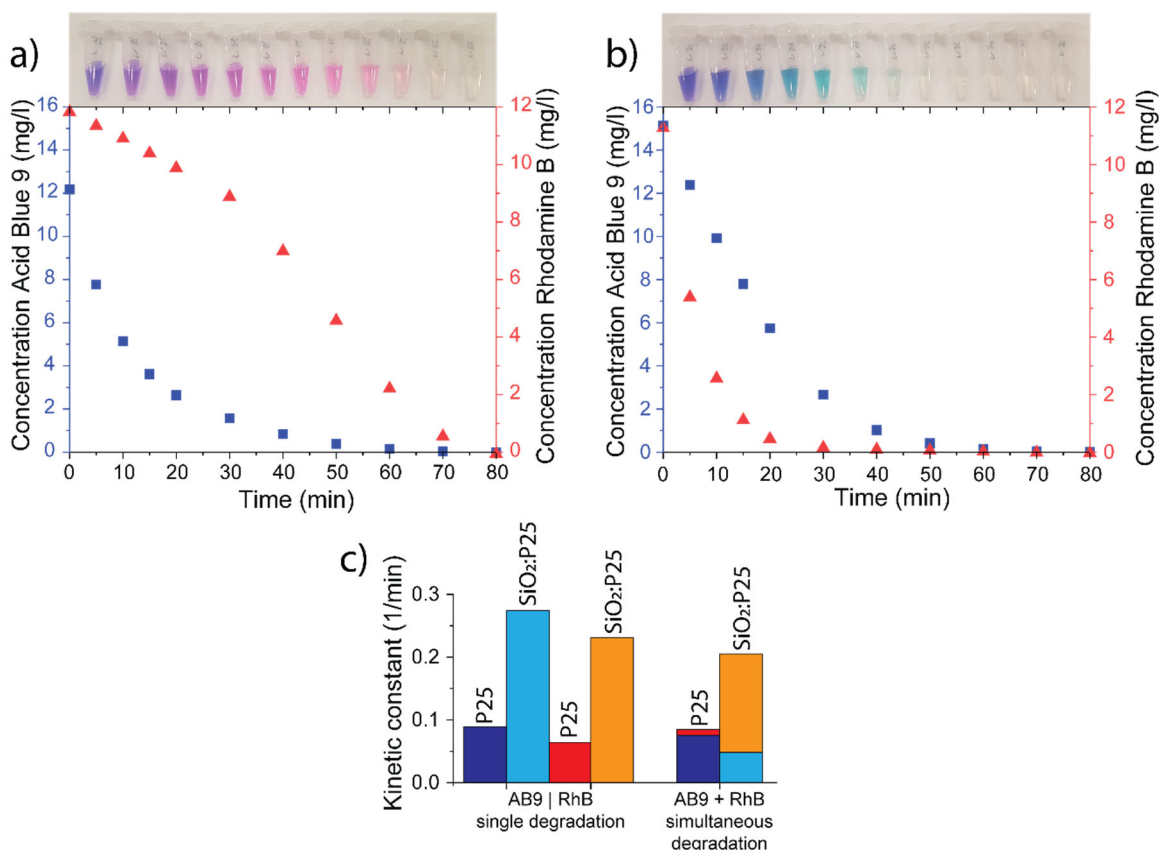 a)
16
14
12
10
8
6
4
2
0
Concentration Acid Blue 9 (mg/l)
0 10 20 30 40 50 60 70 80
Time (min)
12
10
8
6
4
2
0
Concentration Rhodamine B (mg/l)
b)
16
14
12
10
8
6
4
2
0
Concentration Acid Blue 9 (mg/l)
0 10 20 30 40 50 60 70 80
Time (min)
12
10
8
6
4
2
0
Concentration Rhodamine B (mg/l)
c)
0.3
0.2
0.1
0.0
Kinetic constant (1/min)
P25
SiO₂:P25
P25
SiO₂:P25
P25
SiO₂:P25
AB9 | RhB
single degradation
AB9 + RhB
simultaneous
degradation